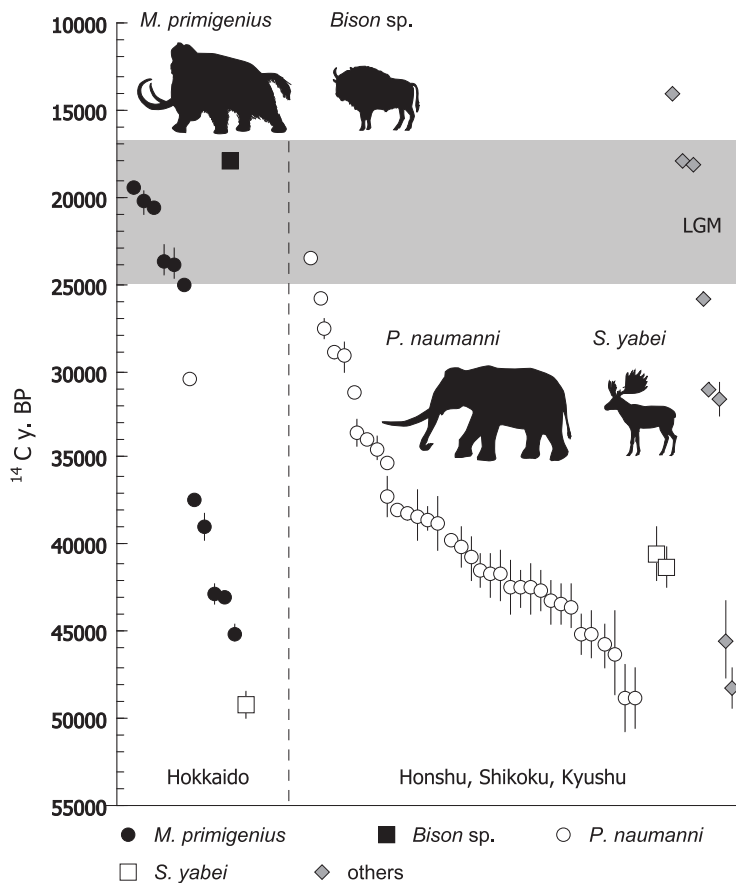 M. primigenius
Bison sp.
10000
15000
20000
LGM
25000
P. naumanni
S. yabei
30000
35000
40000
45000
50000
55000
14 C y. BP
Hokkaido
Honshu, Shikoku, Kyushu
M. primigenius
Bison sp.
P. naumanni
S. yabei
others